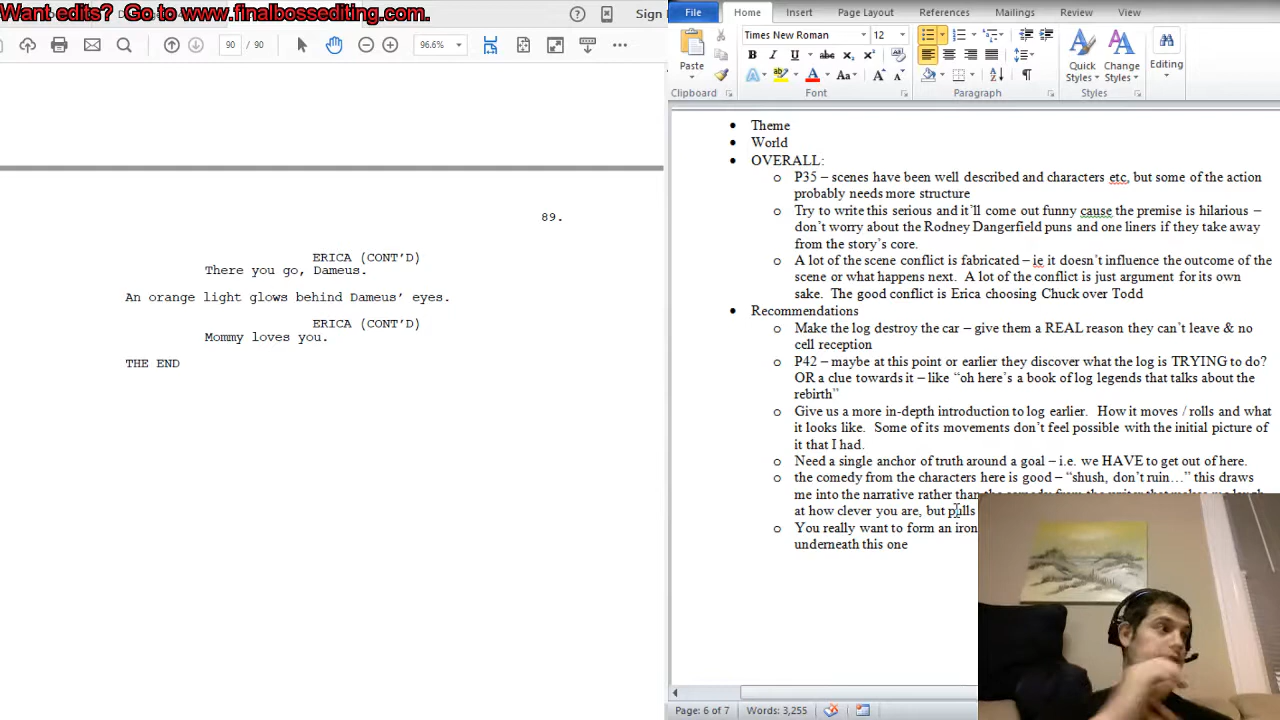 Want edits? Go to www.finalbossediting.com.
Sign
90 / 90
96.6%
89.
ERICA (CONT'D)
There you go, Dameus.
An orange light glows behind Dameus' eyes.
ERICA (CONT'D)
Mommy loves you.
THE END
File Home Insert Page Layout References Mailings Review View
Times New Roman 12
Paste
Quick Styles
Change Styles
Editing
Clipboard Font Paragraph Styles
• Theme
• World
• OVERALL:
o P35 – scenes have been well described and characters etc, but some of the action
probably needs more structure
o Try to write this serious and it'll come out funny cause the premise is hilarious –
don't worry about the Rodney Dangerfield puns and one liners if they take away
from the story's core.
o A lot of the scene conflict is fabricated – ie it doesn't influence the outcome of the
scene or what happens next. A lot of the conflict is just argument for its own
sake. The good conflict is Erica choosing Chuck over Todd
• Recommendations
o Make the log destroy the car – give them a REAL reason they can't leave & no
cell reception
o P42 – maybe at this point or earlier they discover what the log is TRYING to do?
OR a clue towards it – like "oh here's a book of log legends that talks about the
rebirth"
o Give us a more in-depth introduction to log earlier. How it moves / rolls and what
it looks like. Some of its movements don't feel possible with the initial picture of
it that I had.
o Need a single anchor of truth around a goal – i.e. we HAVE to get out of here.
o the comedy from the characters here is good – "shush, don't ruin…" this draws
me into the narrative rather than
at how clever you are, but pulls
o You really want to form an iron
underneath this one
Page: 6 of 7 Words: 3,255